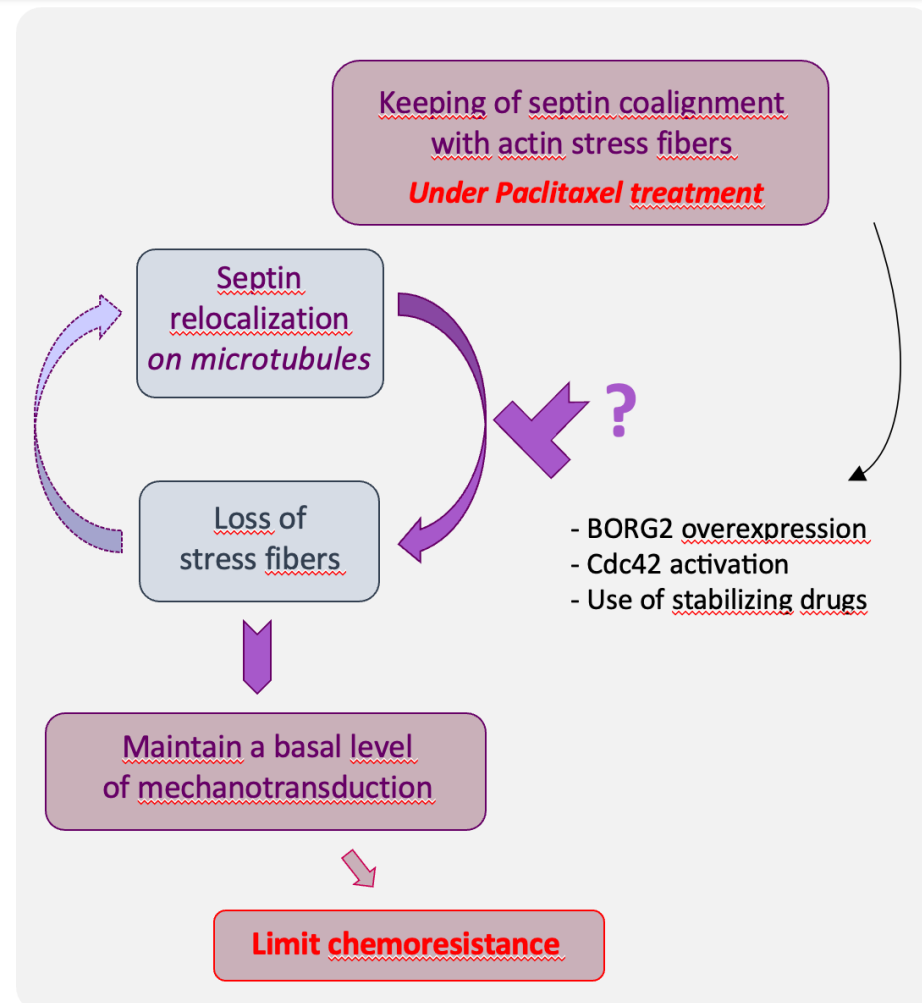 Keeping of septin coalignment
with actin stress fibers
Under Paclitaxel treatment
Septin
relocalization
on microtubules
?
Loss of
stress fibers
- BORG2 overexpression
- Cdc42 activation
- Use of stabilizing drugs
Maintain a basal level
of mechanotransduction
Limit chemoresistance